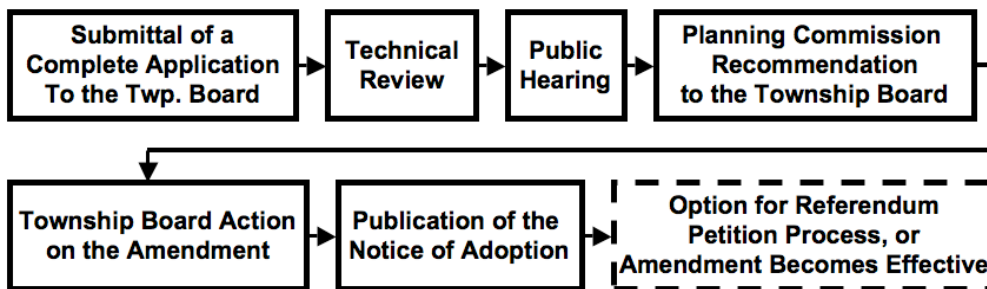 Submittal of a
Complete Application
To the Twp. Board
Technical
Review
Public
Hearing
Planning Commission
Recommendation
to the Township Board
Township Board Action
on the Amendment
Publication of the
Notice of Adoption
Option for Referendum
Petition Process, or
Amendment Becomes Effective